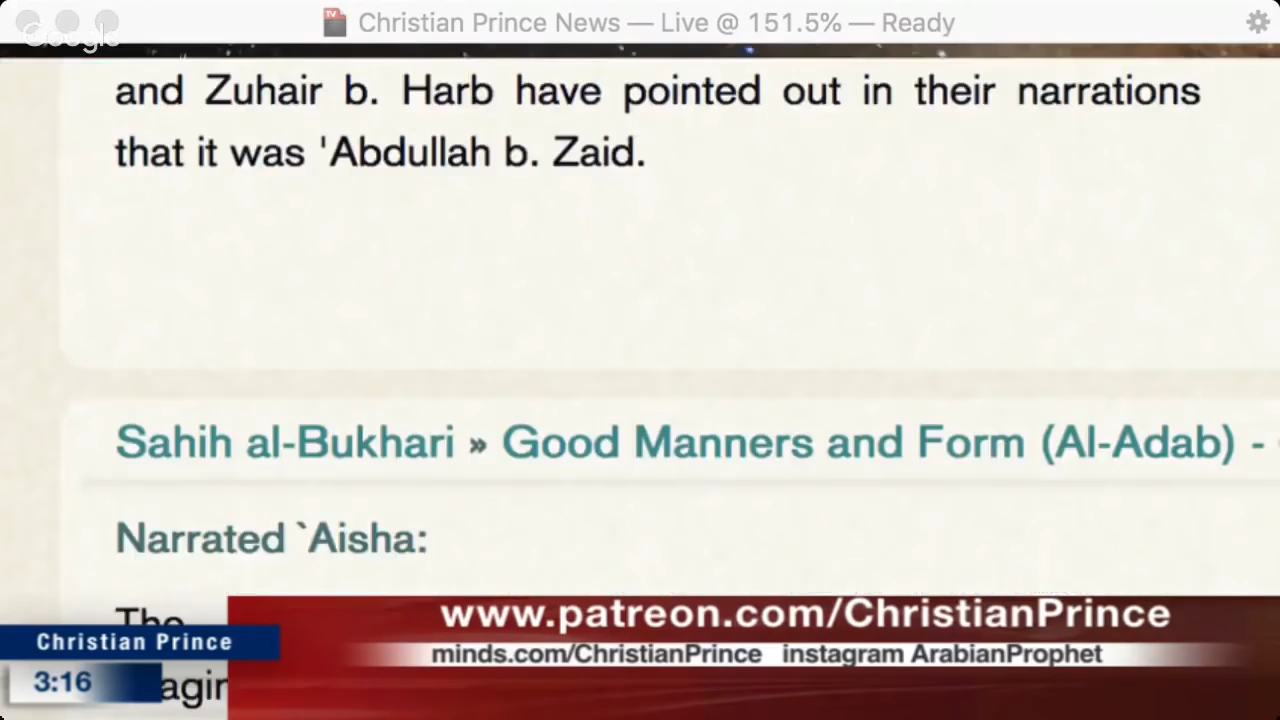 Christian Prince News — Live @ 151.5% — Ready
Google
and Zuhair b. Harb have pointed out in their narrations
that it was 'Abdullah b. Zaid.
Sahih al-Bukhari » Good Manners and Form (Al-Adab) -
Narrated `Aisha:
The
www.patreon.com/ChristianPrince
Christian Prince
minds.com/ChristianPrince instagram ArabianProphet
3:16